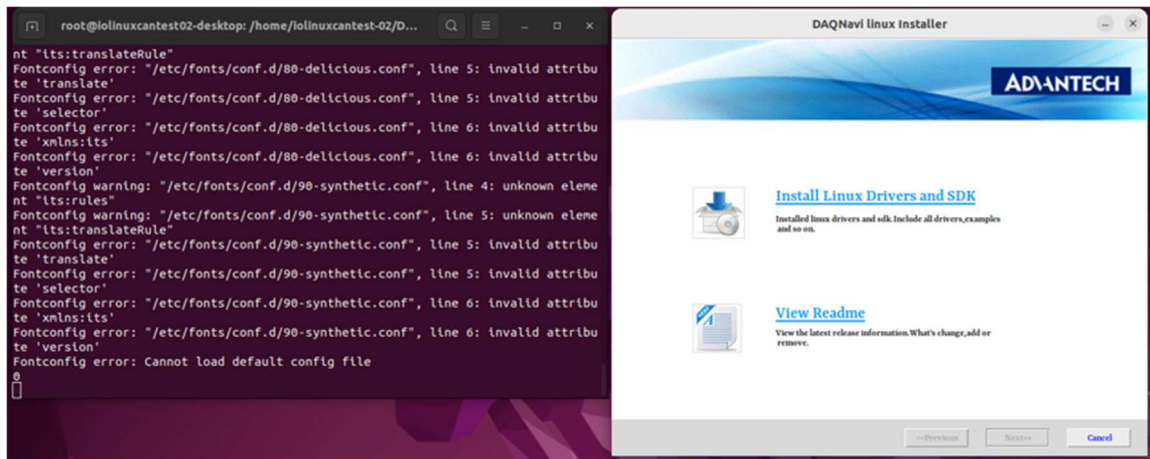 root@iolinuxcantest02-desktop: /home/iolinuxcantest-02/D...
nt "its:translateRule"
Fontconfig error: "/etc/fonts/conf.d/80-delicious.conf", line 5: invalid attribu
te 'translate'
Fontconfig error: "/etc/fonts/conf.d/80-delicious.conf", line 5: invalid attribu
te 'selector'
Fontconfig error: "/etc/fonts/conf.d/80-delicious.conf", line 6: invalid attribu
te 'xmlns:its'
Fontconfig error: "/etc/fonts/conf.d/80-delicious.conf", line 6: invalid attribu
te 'version'
Fontconfig warning: "/etc/fonts/conf.d/90-synthetic.conf", line 4: unknown eleme
nt "its:rules"
Fontconfig warning: "/etc/fonts/conf.d/90-synthetic.conf", line 5: unknown eleme
nt "its:translateRule"
Fontconfig error: "/etc/fonts/conf.d/90-synthetic.conf", line 5: invalid attribu
te 'translate'
Fontconfig error: "/etc/fonts/conf.d/90-synthetic.conf", line 5: invalid attribu
te 'selector'
Fontconfig error: "/etc/fonts/conf.d/90-synthetic.conf", line 6: invalid attribu
te 'xmlns:its'
Fontconfig error: "/etc/fonts/conf.d/90-synthetic.conf", line 6: invalid attribu
te 'version'
Fontconfig error: Cannot load default config file
0
DAQNavi linux Installer
ADVANTECH
Install Linux Drivers and SDK
Installed linux drivers and sdk.Include all drivers,examples
and so on.
View Readme
View the latest release information.What's change,add or
remove.
<<Previous
Next>>
Cancel